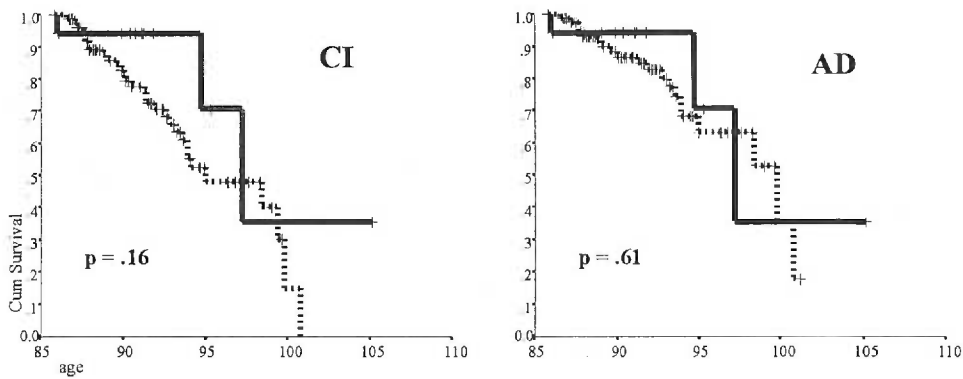 CI
1.0
.9
.8
.7
.6
.5
.4
.3
.2
.1
0.0
Cum Survival
p = .16
85 90 95 100 105 110
age
AD
1.0
.9
.8
.7
.6
.5
.4
.3
.2
.1
0.0
p = .61
85 90 95 100 105 110